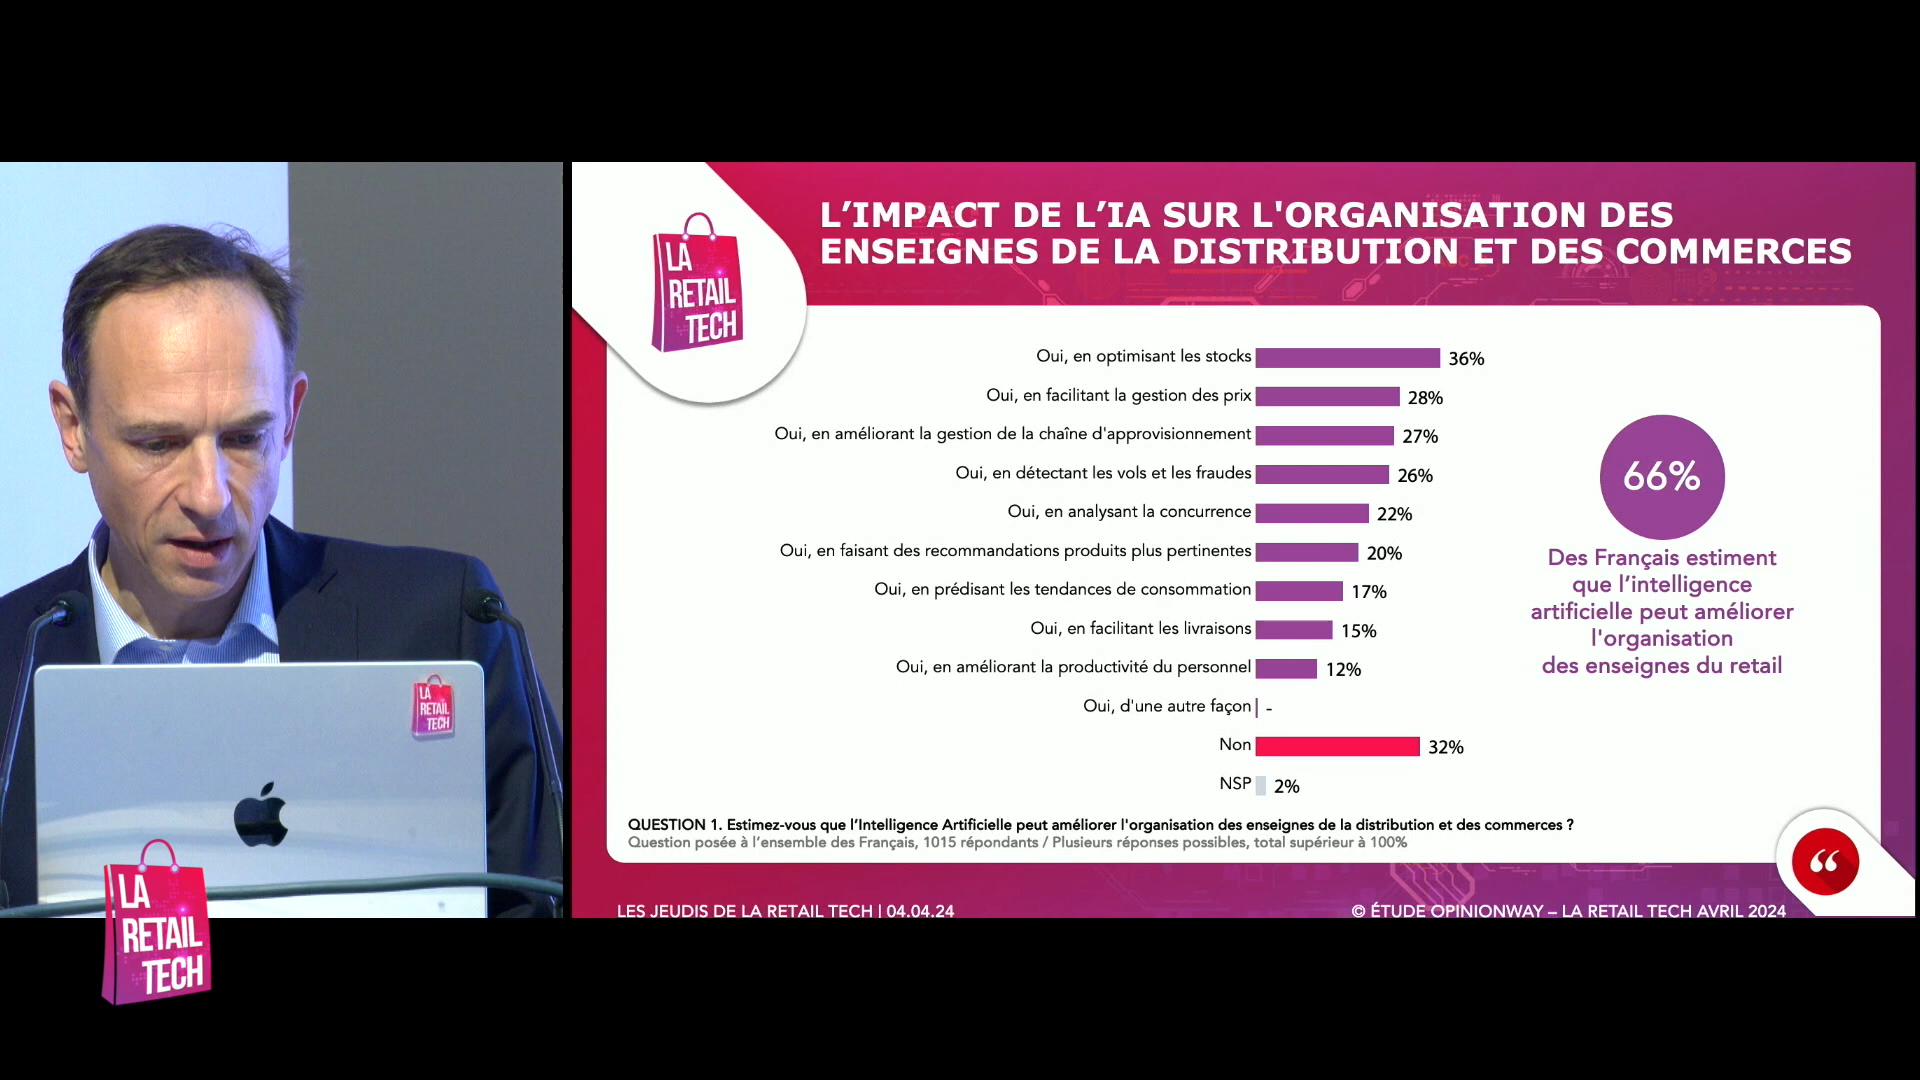 L’IMPACT DE L’IA SUR L'ORGANISATION DES
ENSEIGNES DE LA DISTRIBUTION ET DES COMMERCES
LA
RETAIL
TECH
Oui, en optimisant les stocks 36%
Oui, en facilitant la gestion des prix 28%
Oui, en améliorant la gestion de la chaîne d'approvisionnement 27%
Oui, en détectant les vols et les fraudes 26%
Oui, en analysant la concurrence 22%
Oui, en faisant des recommandations produits plus pertinentes 20%
Oui, en prédisant les tendances de consommation 17%
Oui, en facilitant les livraisons 15%
Oui, en améliorant la productivité du personnel 12%
Oui, d'une autre façon -
Non 32%
NSP 2%
66%
Des Français estiment
que l’intelligence
artificielle peut améliorer
l'organisation
des enseignes du retail
QUESTION 1. Estimez-vous que l’Intelligence Artificielle peut améliorer l'organisation des enseignes de la distribution et des commerces ?
Question posée à l’ensemble des Français, 1015 répondants / Plusieurs réponses possibles, total supérieur à 100%
LES JEUDIS DE LA RETAIL TECH | 04.04.24
© ÉTUDE OPINIONWAY – LA RETAIL TECH AVRIL 2024
LA
RETAIL
TECH
LA
RETAIL
TECH